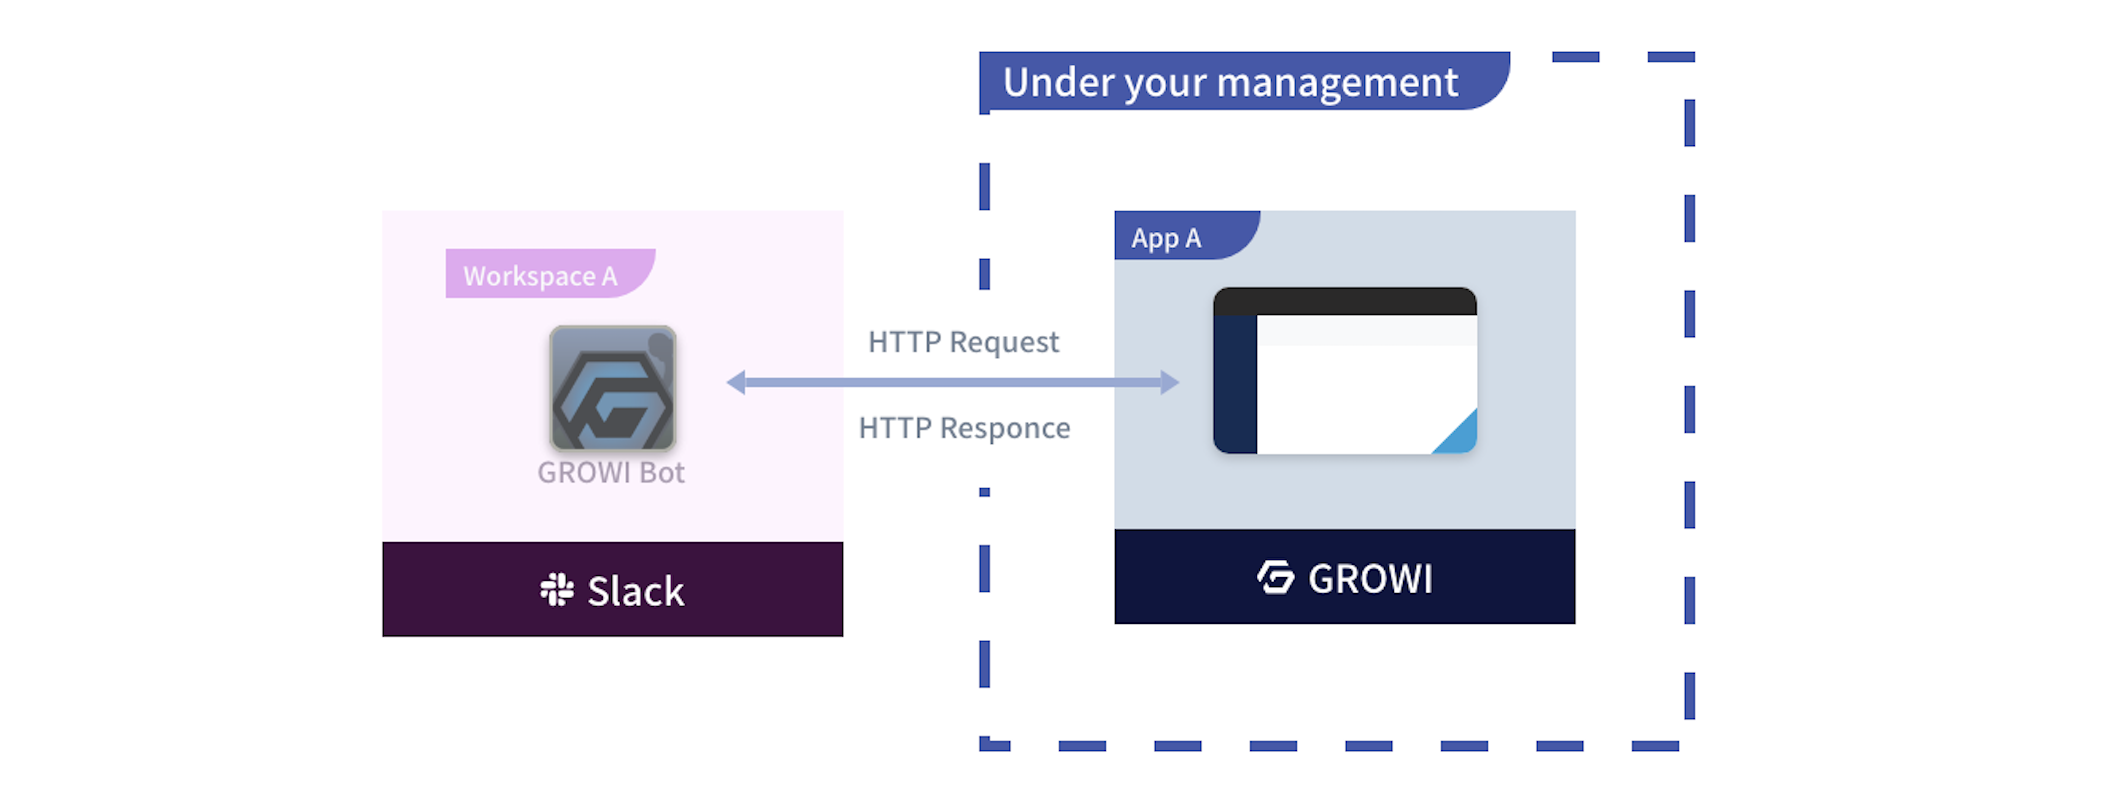 Under your management
Workspace A
GROWI Bot
Slack
HTTP Request
HTTP Responce
App A
GROWI